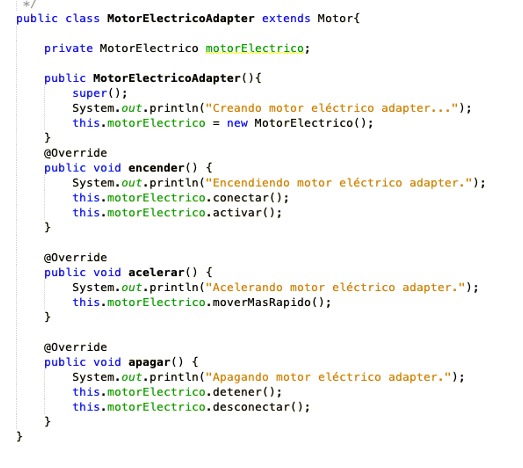 */
public class MotorElectricoAdapter extends Motor{
private MotorElectrico motorElectrico;
public MotorElectricoAdapter(){
super();
System.out.println("Creando motor eléctrico adapter...");
this.motorElectrico = new MotorElectrico();
}
@Override
public void encender() {
System.out.println("Encendiendo motor eléctrico adapter.");
this.motorElectrico.conectar();
this.motorElectrico.activar();
}
@Override
public void acelerar() {
System.out.println("Acelerando motor eléctrico adapter.");
this.motorElectrico.moverMasRapido();
}
@Override
public void apagar() {
System.out.println("Apagando motor eléctrico adapter.");
this.motorElectrico.detener();
this.motorElectrico.desconectar();
}
}